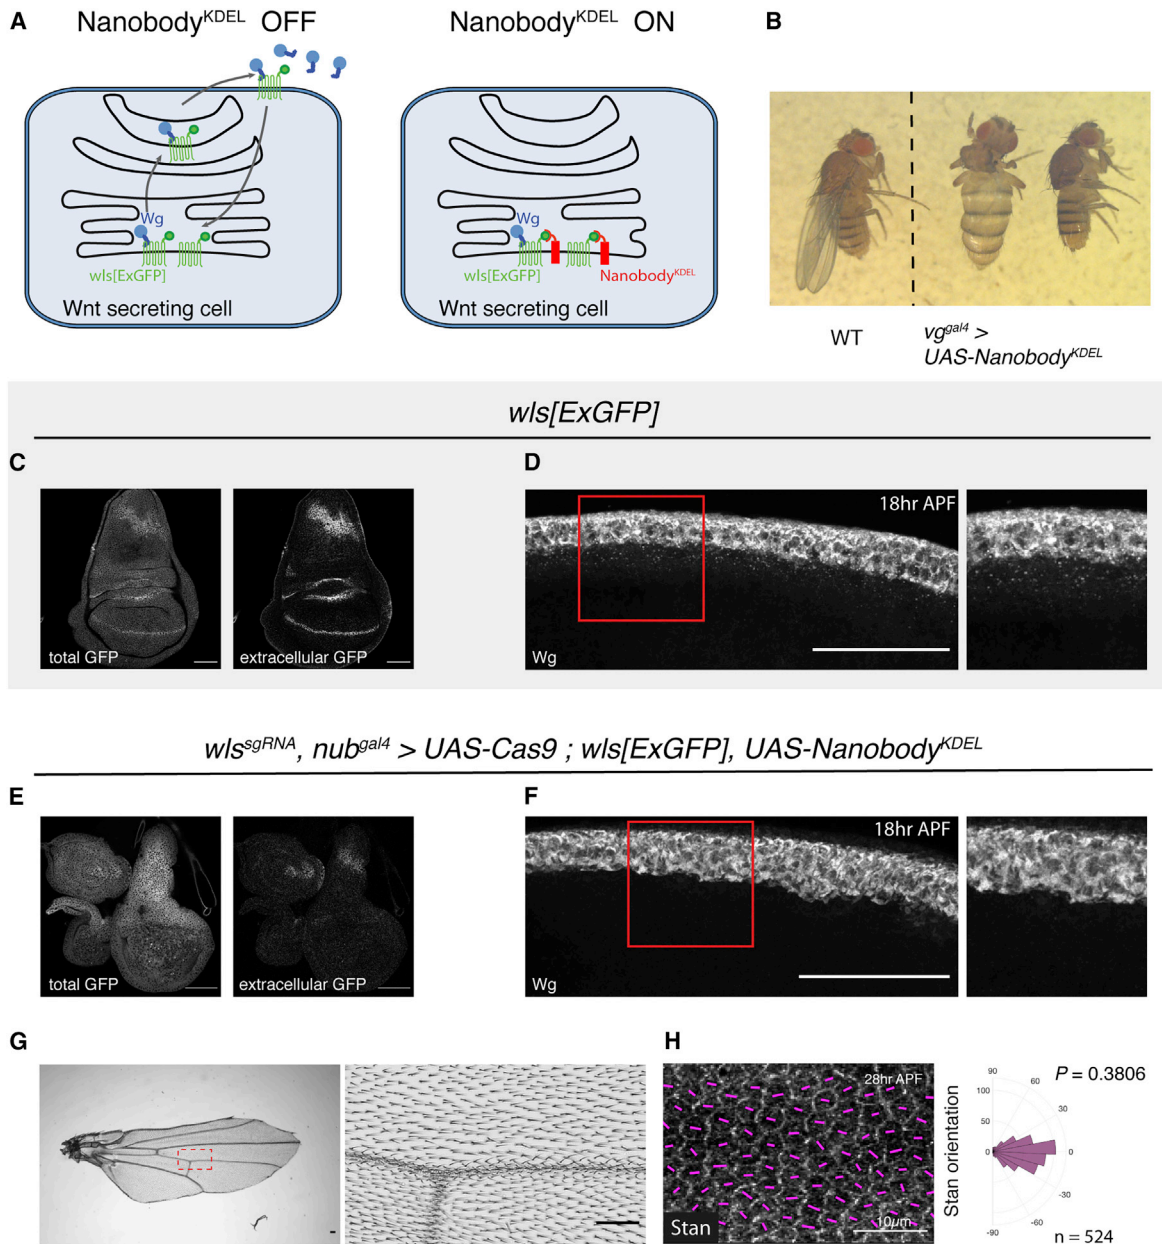 A
Nanobody^KDEL OFF
Nanobody^KDEL ON
B
Wg
wls[ExGFP]
Wnt secreting cell
Wg
wls[ExGFP]
Nanobody^KDEL
Wnt secreting cell
WT
vg^gal4 >
UAS-Nanobody^KDEL
wls[ExGFP]
C
D
total GFP
extracellular GFP
18hr APF
Wg
wls^sgRNA, nub^gal4 > UAS-Cas9 ; wls[ExGFP], UAS-Nanobody^KDEL
E
F
total GFP
extracellular GFP
18hr APF
Wg
G
H
28hr APF
Stan
10µm
Stan orientation
90
100
50
0
-90
60
30
0
-30
-60
P = 0.3806
n = 524